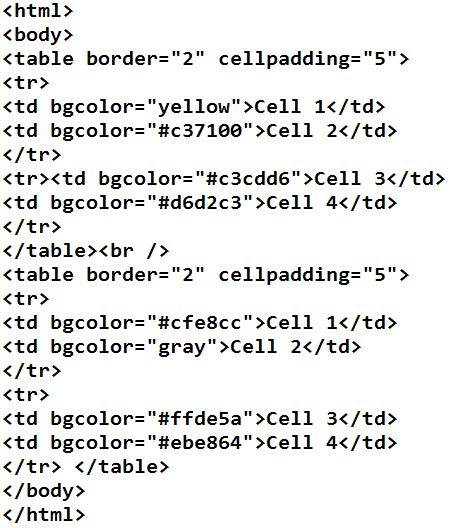 <html>
<body>
<table border="2" cellpadding="5">
<tr>
<td bgcolor="yellow">Cell 1</td>
<td bgcolor="#c37100">Cell 2</td>
</tr>
<tr><td bgcolor="#c3cdd6">Cell 3</td>
<td bgcolor="#d6d2c3">Cell 4</td>
</tr>
</table><br />
<table border="2" cellpadding="5">
<tr>
<td bgcolor="#cfe8cc">Cell 1</td>
<td bgcolor="gray">Cell 2</td>
</tr>
<tr>
<td bgcolor="#ffde5a">Cell 3</td>
<td bgcolor="#ebe864">Cell 4</td>
</tr> </table>
</body>
</html>